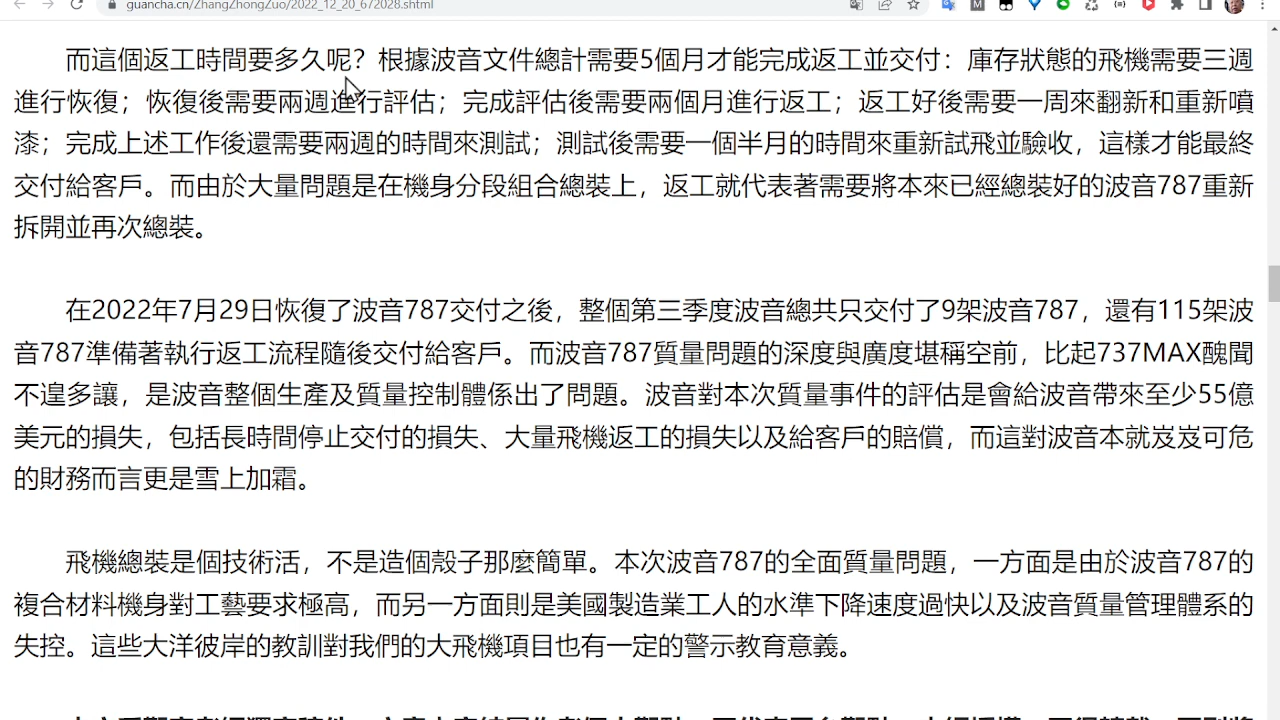 guancha.cn/ZhangZhongZuo/2022_12_20_672028.shtml
而這個返工時間要多久呢？根據波音文件總計需要5個月才能完成返工並交付：庫存狀態的飛機需要三週
進行恢復；恢復後需要兩週進行評估；完成評估後需要兩個月進行返工；返工好後需要一周來翻新和重新噴
漆；完成上述工作後還需要兩週的時間來測試；測試後需要一個半月的時間來重新試飛並驗收，這樣才能最終
交付給客戶。而由於大量問題是在機身分段組合總裝上，返工就代表著需要將本來已經總裝好的波音787重新
拆開並再次總裝。
在2022年7月29日恢復了波音787交付之後，整個第三季度波音總共只交付了9架波音787，還有115架波
音787準備著執行返工流程隨後交付給客戶。而波音787質量問題的深度與廣度堪稱空前，比起737MAX醜聞
不遑多讓，是波音整個生產及質量控制體係出了問題。波音對本次質量事件的評估是會給波音帶來至少55億
美元的損失，包括長時間停止交付的損失、大量飛機返工的損失以及給客戶的賠償，而這對波音本就岌岌可危
的財務而言更是雪上加霜。
飛機總裝是個技術活，不是造個殼子那麼簡單。本次波音787的全面質量問題，一方面是由於波音787的
複合材料機身對工藝要求極高，而另一方面則是美國製造業工人的水準下降速度過快以及波音質量管理體系的
失控。這些大洋彼岸的教訓對我們的大飛機項目也有一定的警示教育意義。